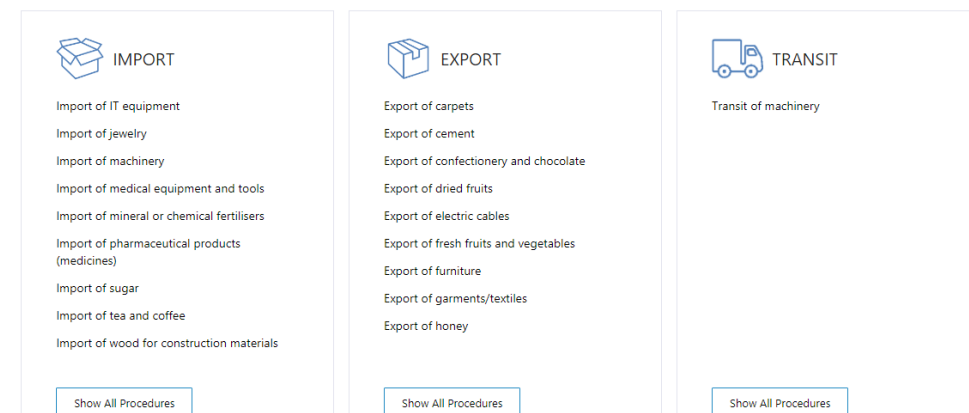 IMPORT
Import of IT equipment
Import of jewelry
Import of machinery
Import of medical equipment and tools
Import of mineral or chemical fertilisers
Import of pharmaceutical products
(medicines)
Import of sugar
Import of tea and coffee
Import of wood for construction materials
Show All Procedures
EXPORT
Export of carpets
Export of cement
Export of confectionery and chocolate
Export of dried fruits
Export of electric cables
Export of fresh fruits and vegetables
Export of furniture
Export of garments/textiles
Export of honey
Show All Procedures
TRANSIT
Transit of machinery
Show All Procedures